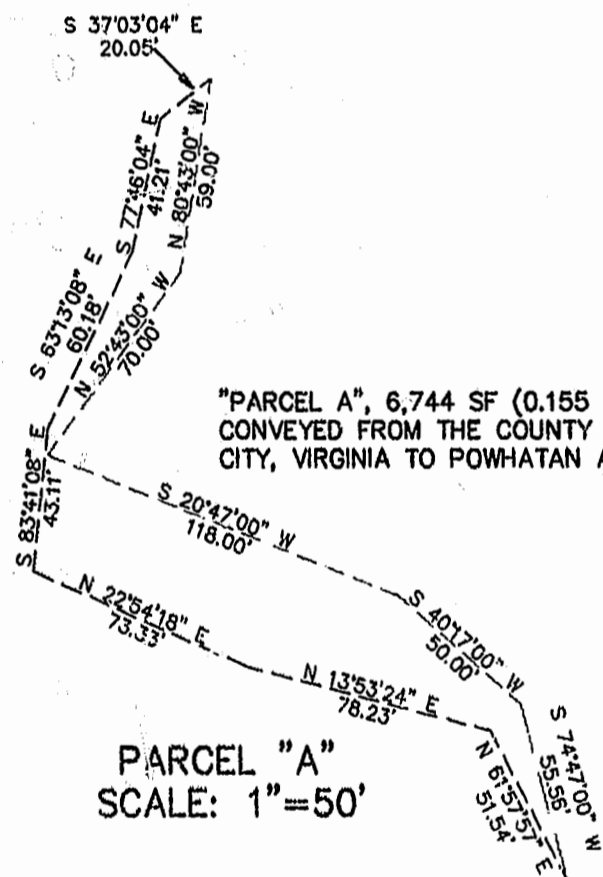 S 37°03'04" E
20.05'
S 77°46'04" E
41.21'
N 80°43'00" W
59.00'
S 63°13'08" E
60.18'
N 52°43'00" W
70.00'
"PARCEL A", 6,744 SF (0.155
CONVEYED FROM THE COUNTY
CITY, VIRGINIA TO POWHATAN A
S 83°41'08" E
43.11'
S 20°47'00" W
118.00'
N 22°54'18" E
73.33'
S 40°17'00" W
50.00'
N 13°53'24" E
78.23'
S 74°47'00" W
55.56'
N 61°57'57" E
51.54'
PARCEL "A"
SCALE: 1"=50'